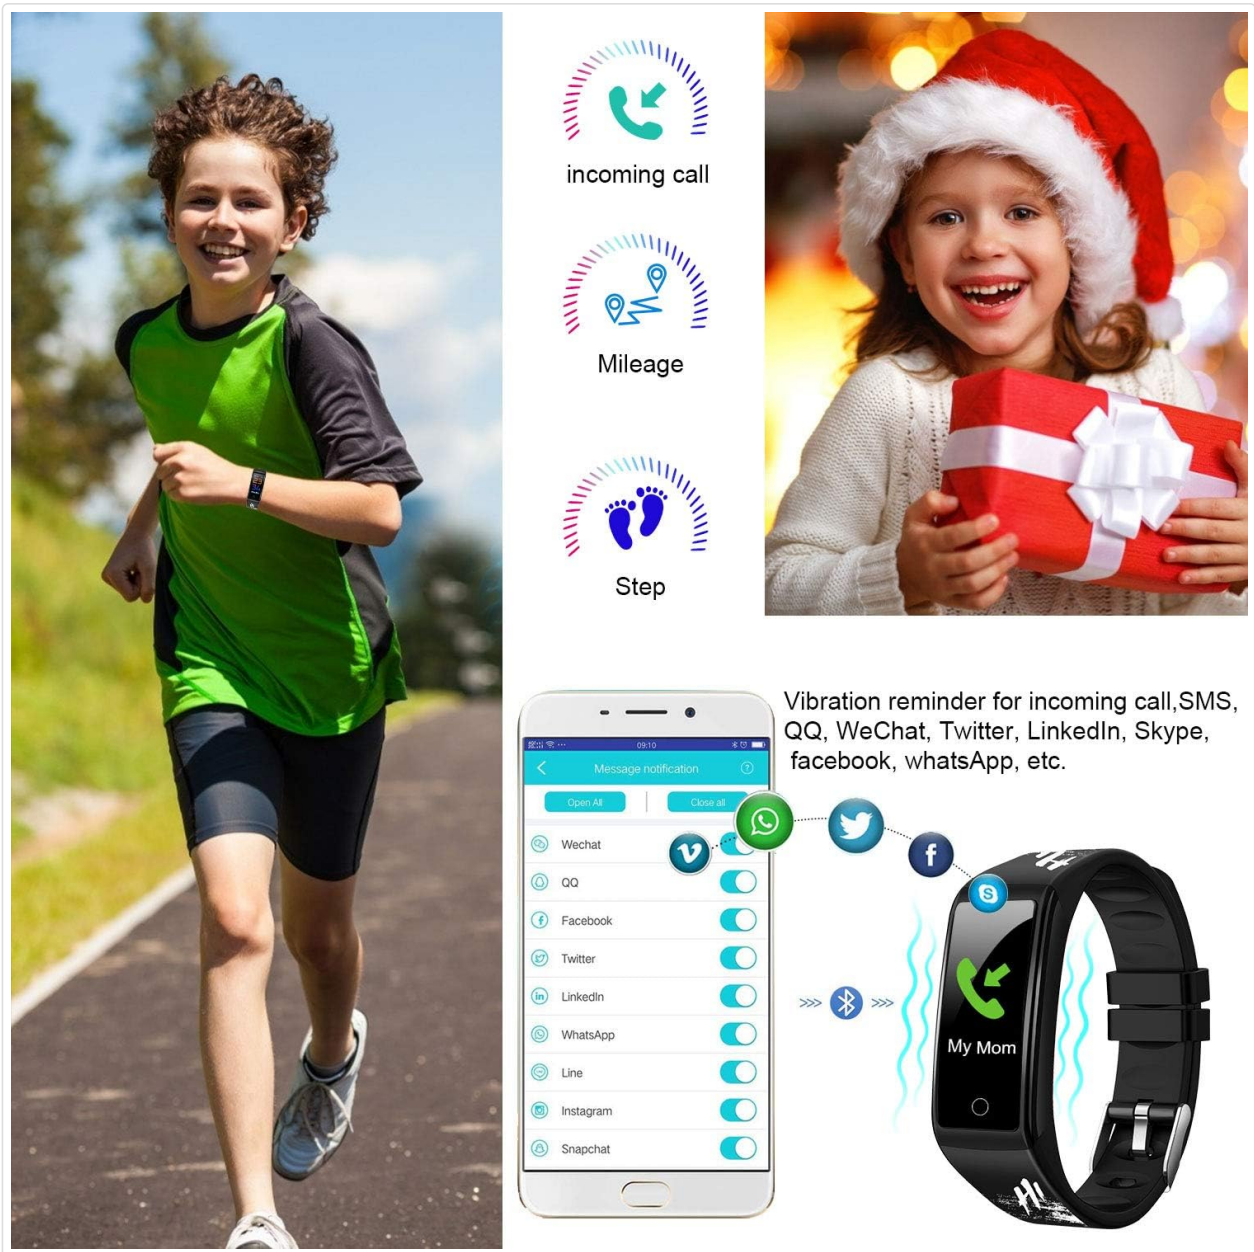 incoming call
Mileage
Step
Vibration reminder for incoming call,SMS,
QQ, WeChat, Twitter, LinkedIn, Skype,
facebook, whatsApp, etc.
09:10
Message notification
Open All
Close all
Wechat
QQ
Facebook
Twitter
LinkedIn
WhatsApp
Line
Instagram
Snapchat
My Mom